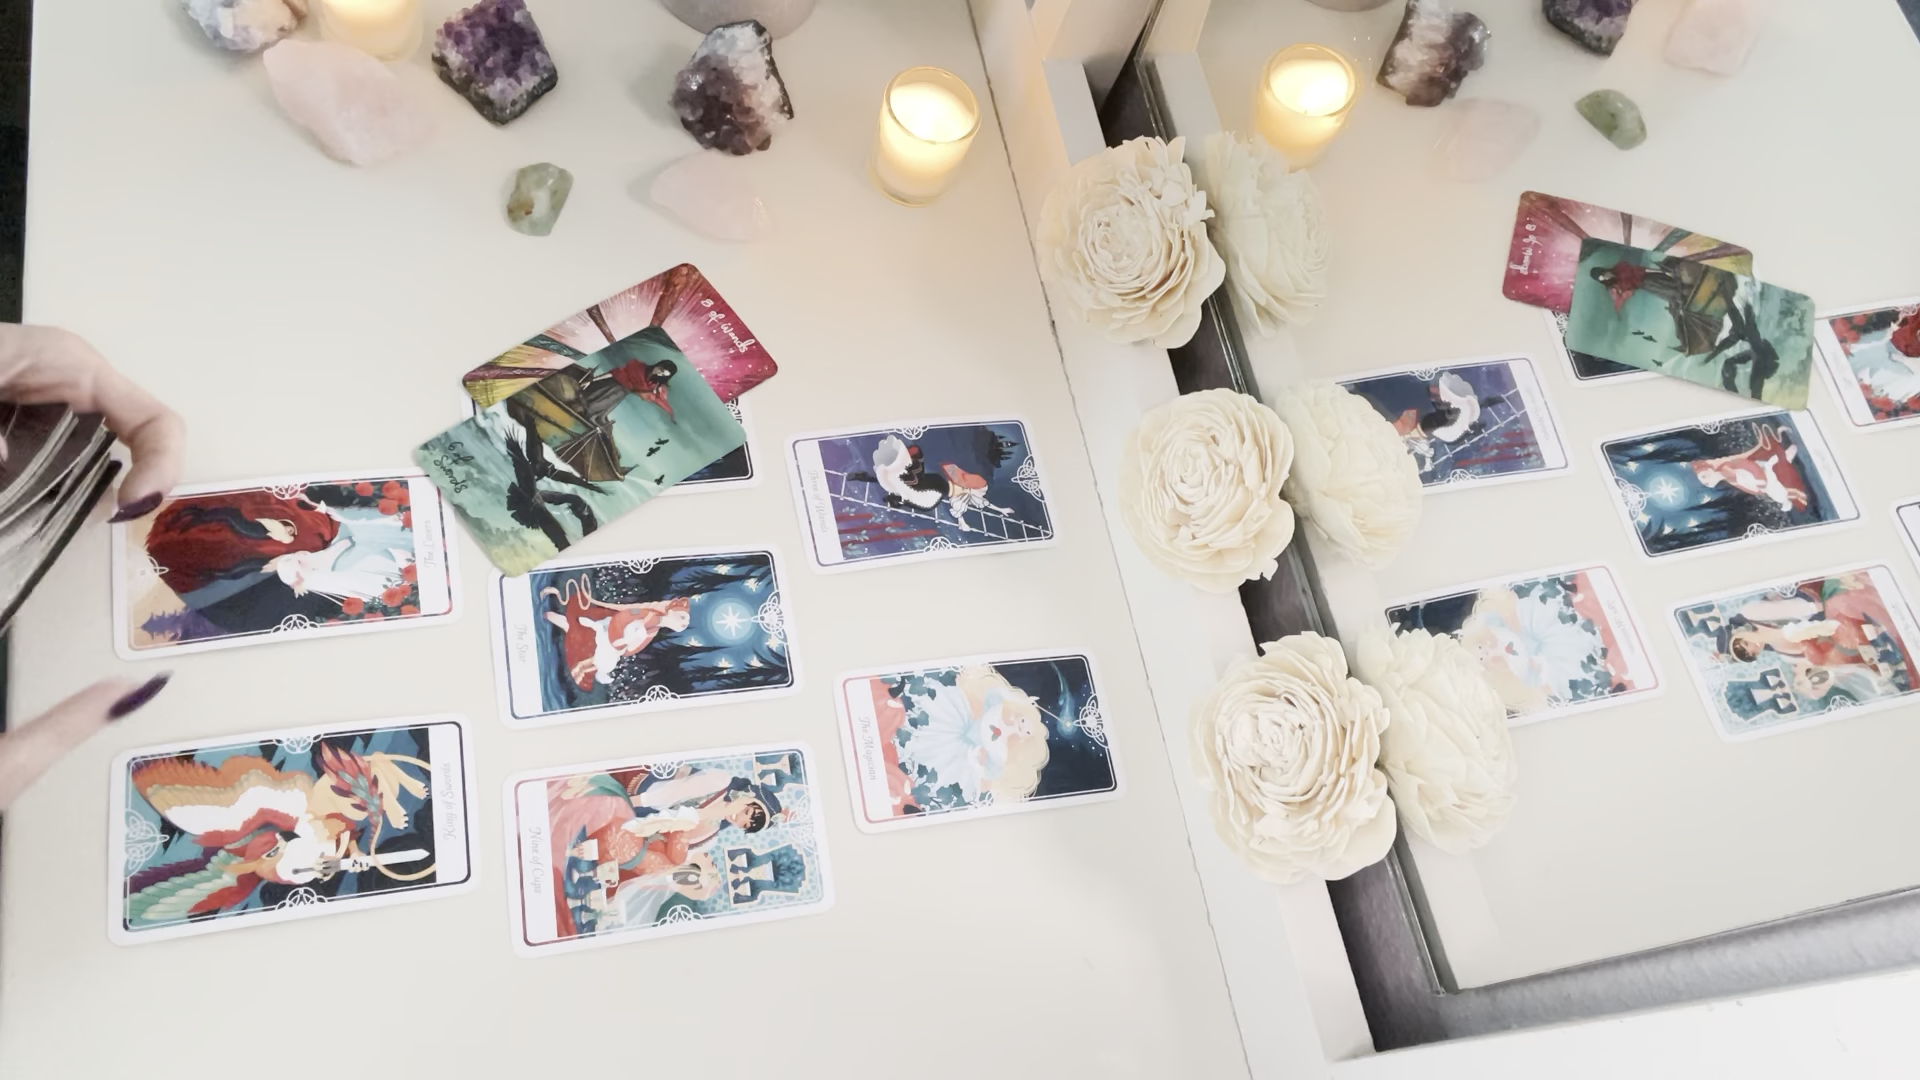 8 of wands
6 of
Swords
The Lovers
The Star
King of Swords
Nine of Cups
The Magician
8 of wands